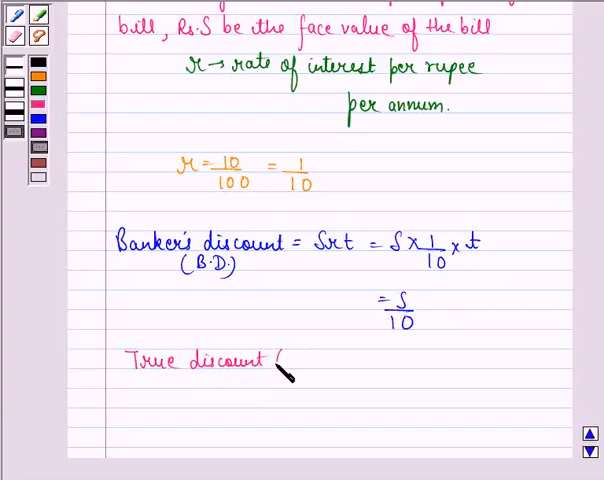 bill, Rs.S be the face value of the bill
r → rate of interest per rupee
per annum.
r = 10/100 = 1/10
Banker's discount = Srt = S × 1/10 × t
(B.D.)
= S/10
True discount (